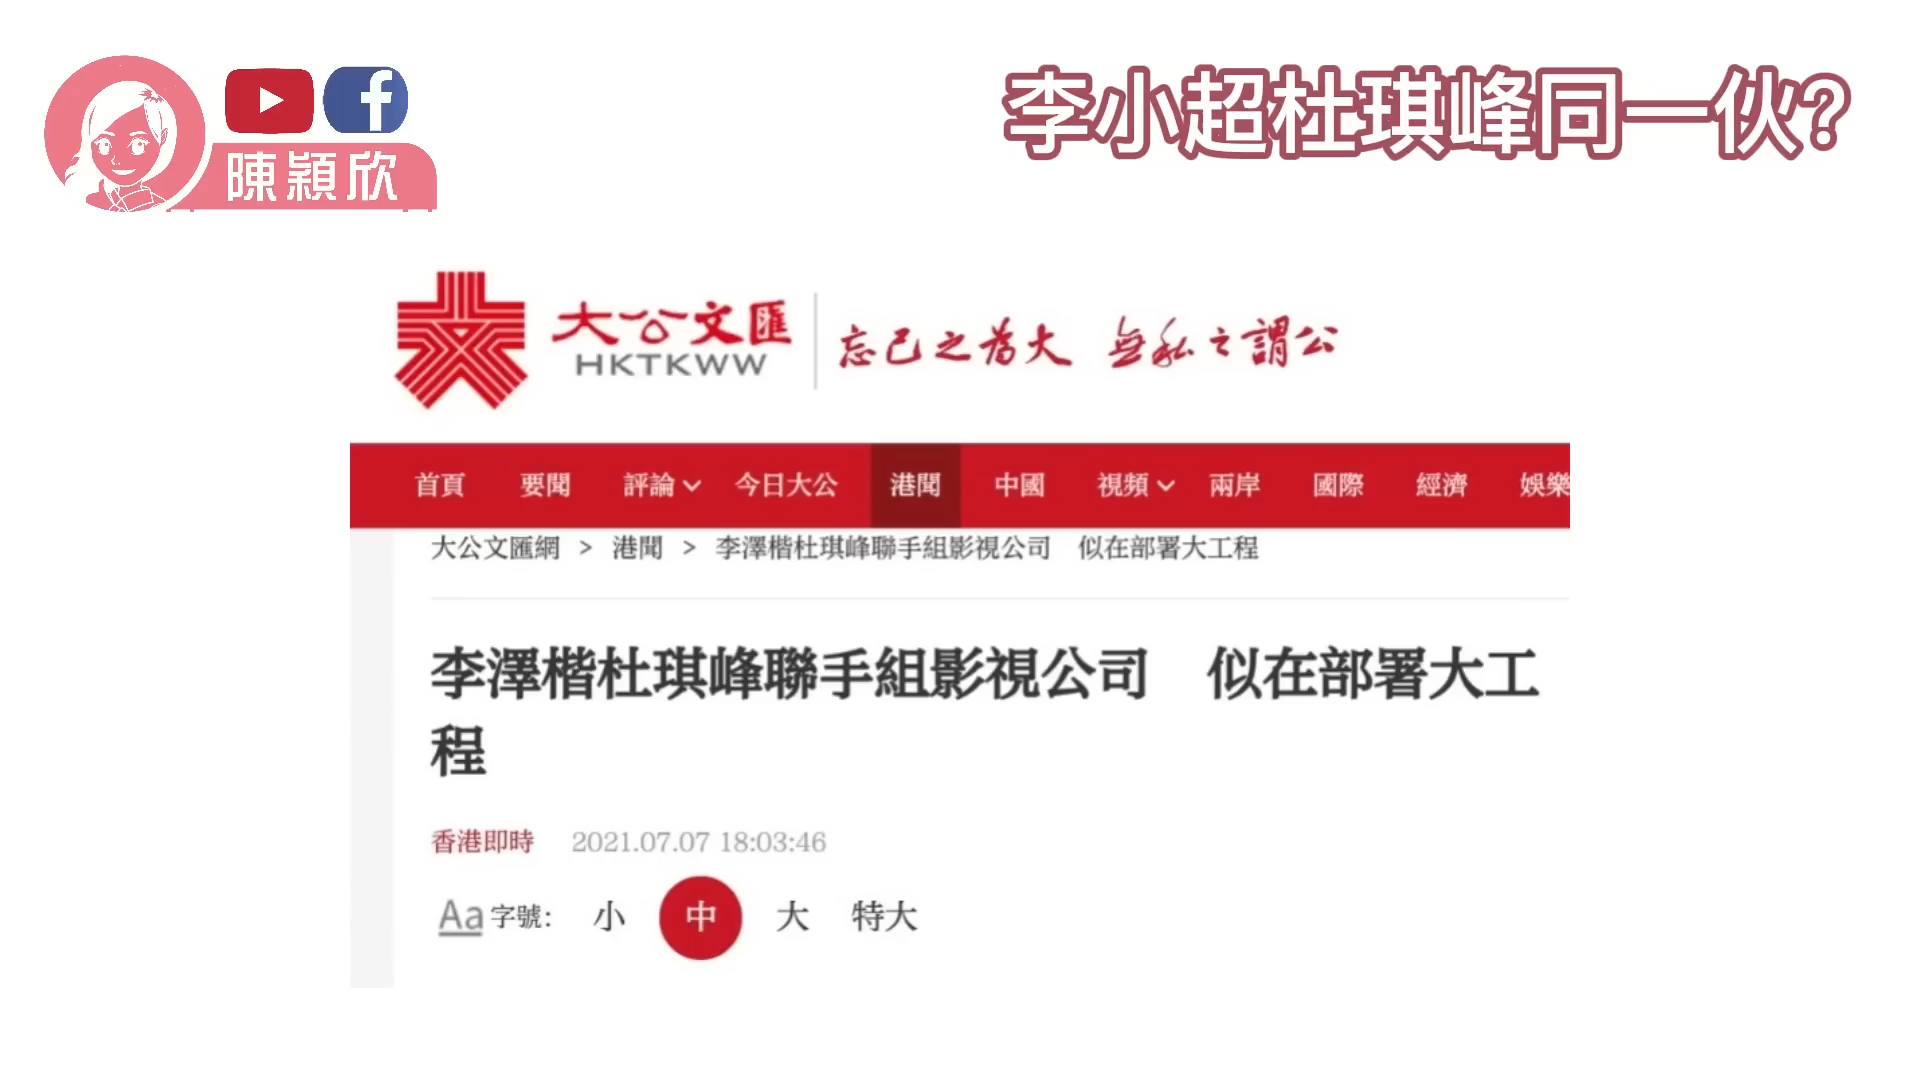 陳穎欣
李小超杜琪峰同一伙?
大公文匯
HKTKWW
忘己之為大 無私之謂公
首頁 要聞 評論 今日大公 港聞 中國 視頻 兩岸 國際 經濟 娛樂
大公文匯網 > 港聞 > 李澤楷杜琪峰聯手組影視公司 似在部署大工程
李澤楷杜琪峰聯手組影視公司 似在部署大工
程
香港即時 2021.07.07 18:03:46
Aa 字號: 小 中 大 特大